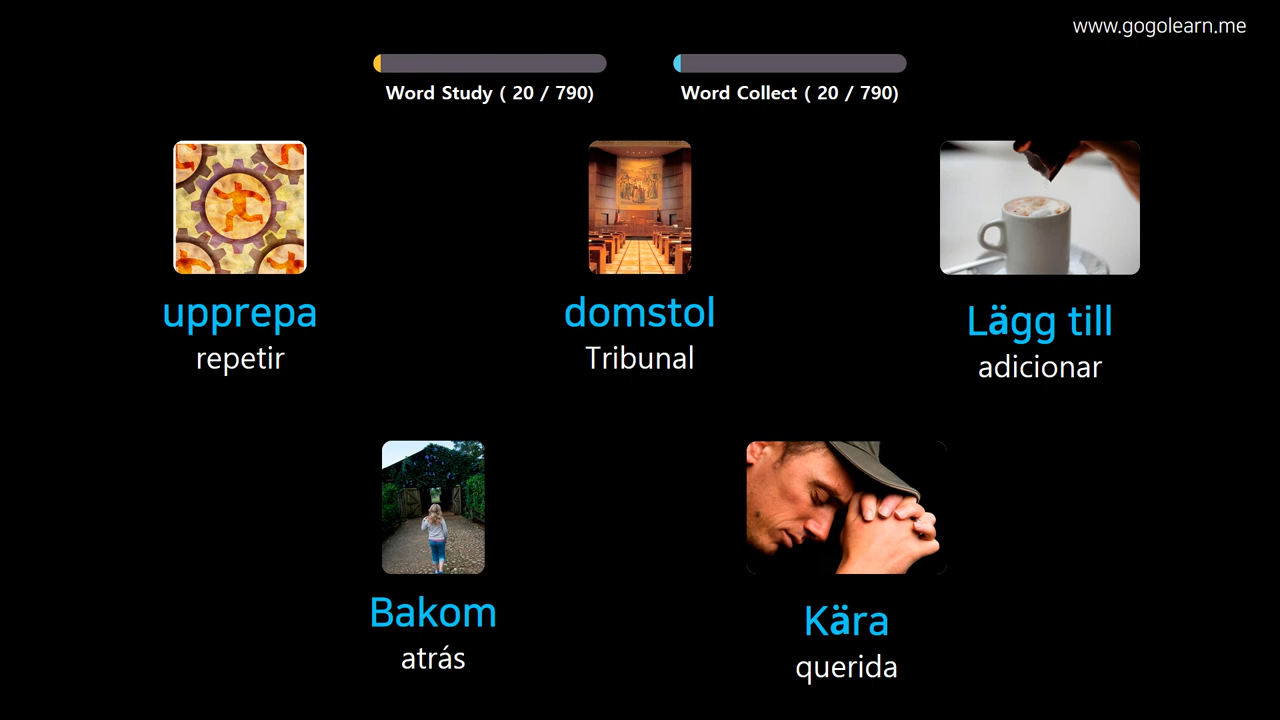 www.gogolearn.me
Word Study ( 20 / 790)
Word Collect ( 20 / 790)
upprepa
repetir
domstol
Tribunal
Lägg till
adicionar
Bakom
atrás
Kära
querida